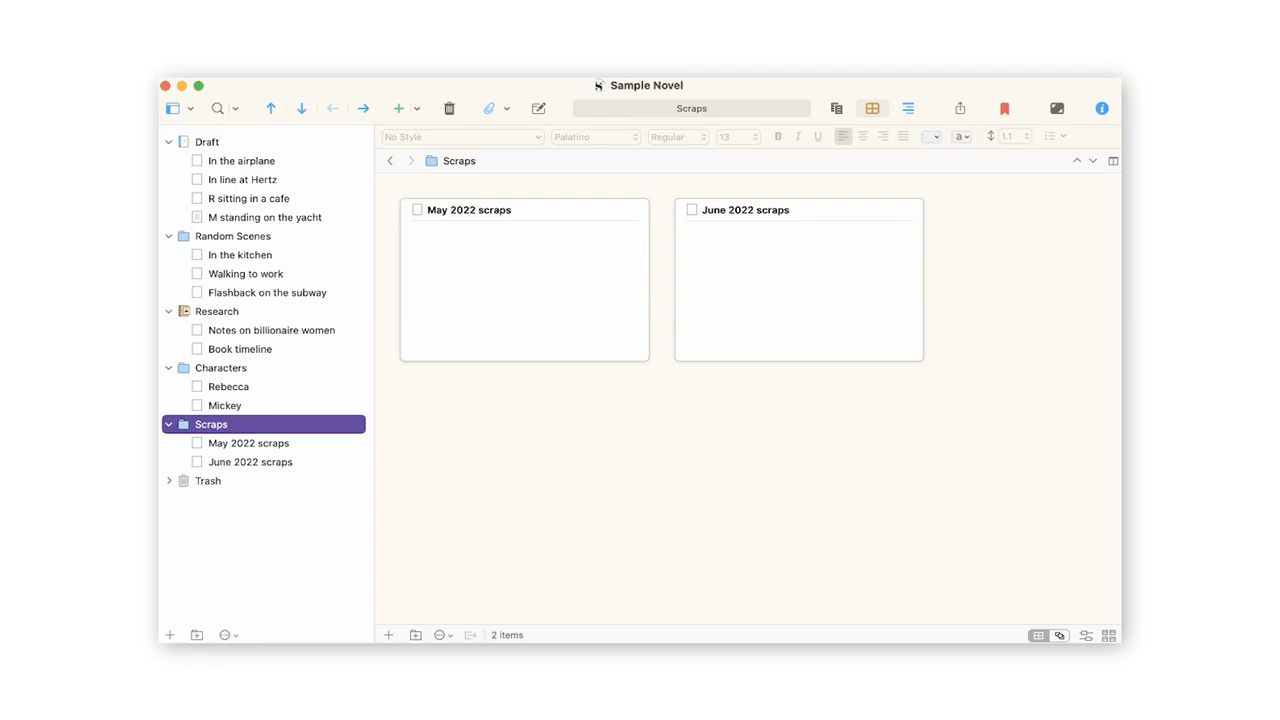 Sample Novel
Scraps
No Style
Palatino
Regular
13
B I U
a
1.1
Draft
In the airplane
In line at Hertz
R sitting in a cafe
M standing on the yacht
Random Scenes
In the kitchen
Walking to work
Flashback on the subway
Research
Notes on billionaire women
Book timeline
Characters
Rebecca
Mickey
Scraps
May 2022 scraps
June 2022 scraps
Trash
Scraps
May 2022 scraps
June 2022 scraps
2 items